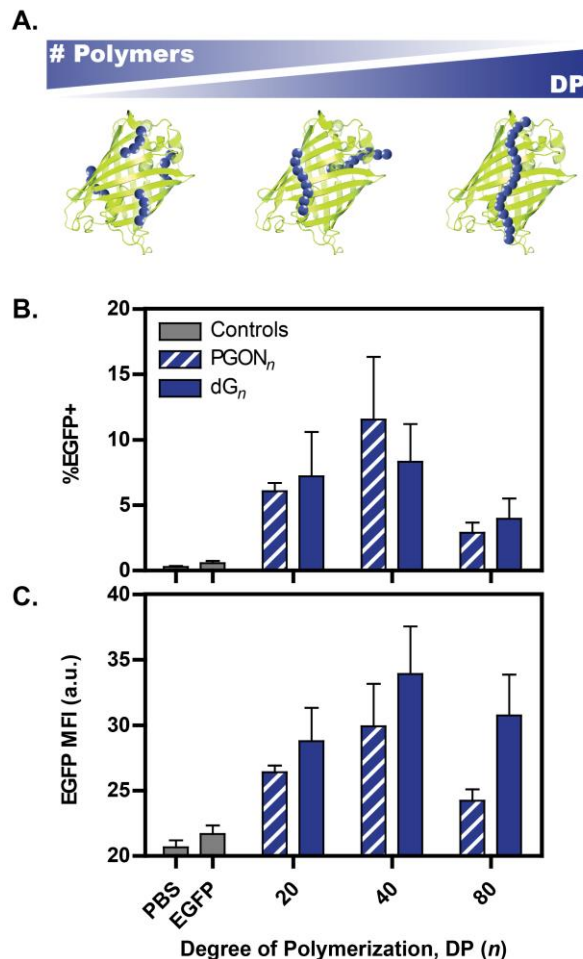 A.
# Polymers
DP
B.
20
15
10
5
0
%EGFP+
Controls
PGONn
dGn
C.
40
35
30
25
20
EGFP MFI (a.u.)
PBS
EGFP
20
40
80
Degree of Polymerization, DP (n)